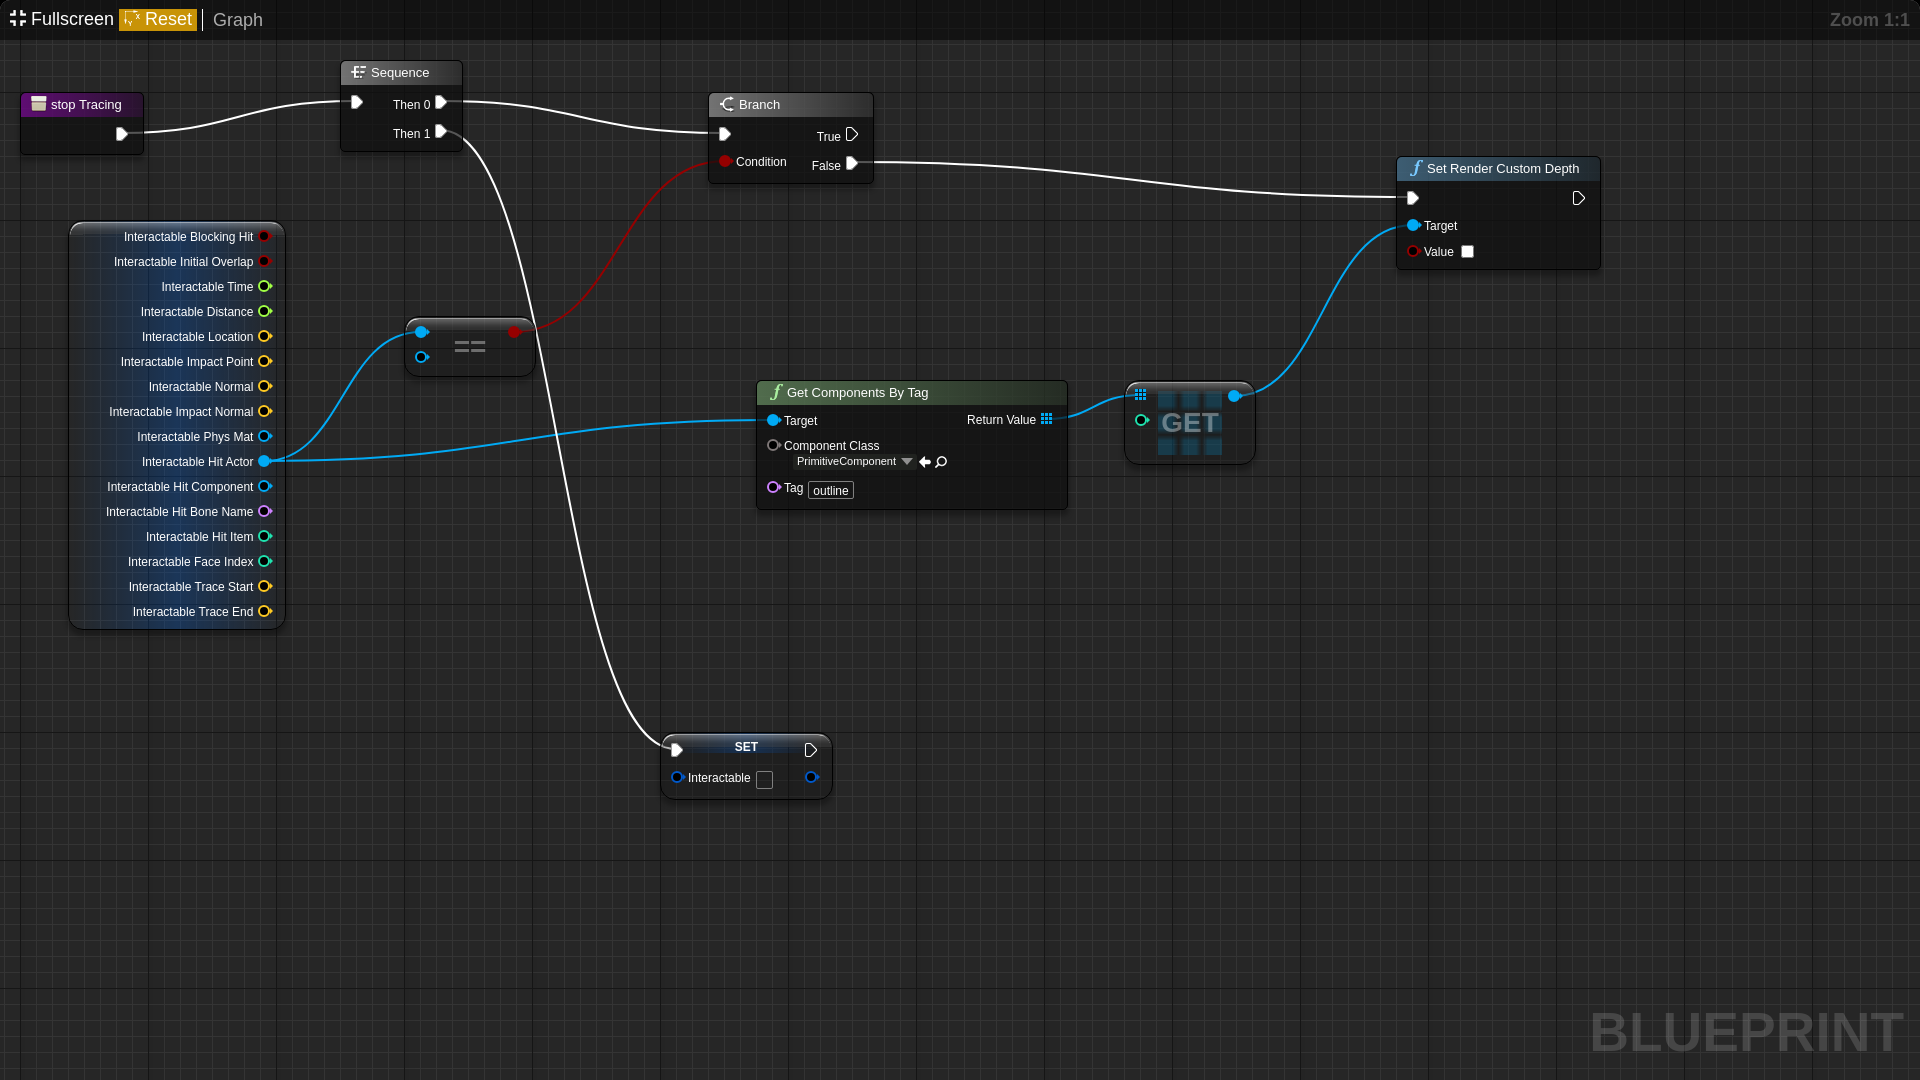 Fullscreen Reset Graph
Zoom 1:1
Sequence
Then 0
Then 1
stop Tracing
Branch
True
Condition
False
Set Render Custom Depth
Target
Value
Interactable Blocking Hit
Interactable Initial Overlap
Interactable Time
Interactable Distance
Interactable Location
Interactable Impact Point
Interactable Normal
Interactable Impact Normal
Interactable Phys Mat
Interactable Hit Actor
Interactable Hit Component
Interactable Hit Bone Name
Interactable Hit Item
Interactable Face Index
Interactable Trace Start
Interactable Trace End
==
Get Components By Tag
Target
Return Value
Component Class
PrimitiveComponent
Tag outline
GET
SET
Interactable
BLUEPRINT